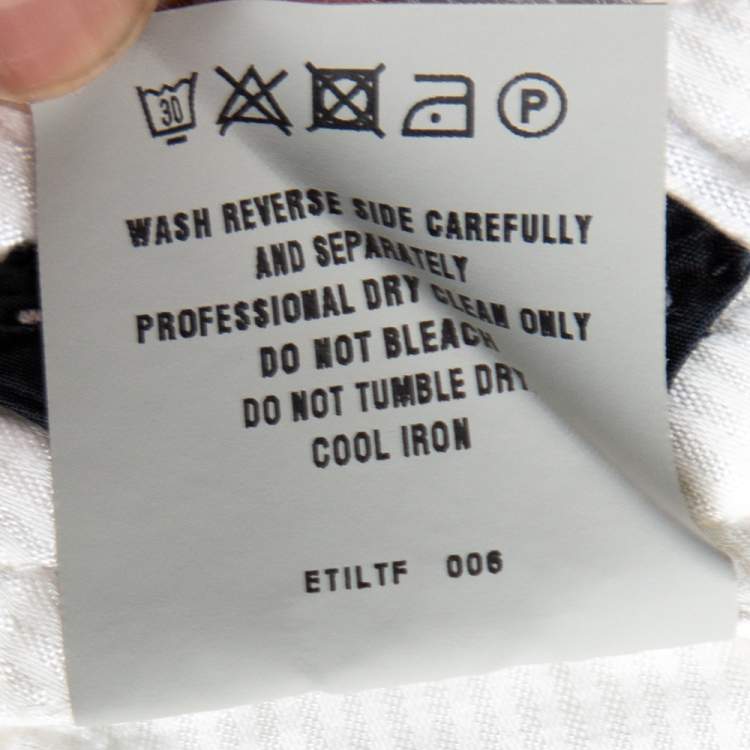 30 P
WASH REVERSE SIDE CAREFULLY
AND SEPARATELY
PROFESSIONAL DRY CLEAN ONLY
DO NOT BLEACH
DO NOT TUMBLE DRY
COOL IRON
ETILTF 006